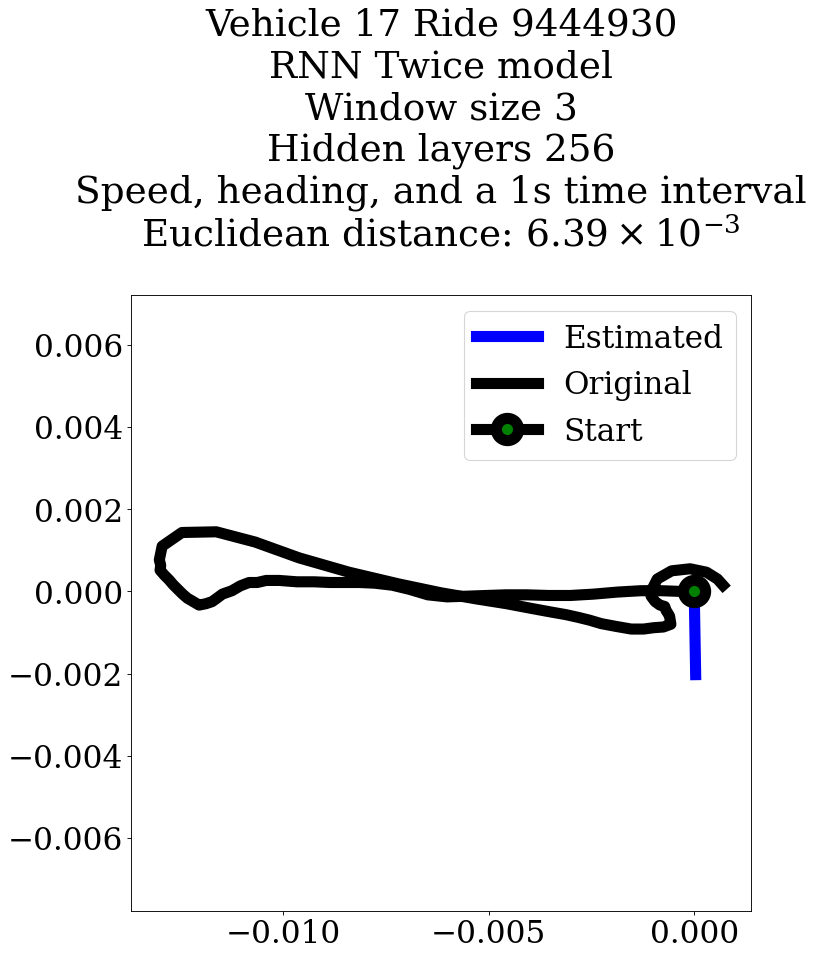 Vehicle 17 Ride 9444930
RNN Twice model
Window size 3
Hidden layers 256
Speed, heading, and a 1s time interval
Euclidean distance: 6.39 × 10⁻³
Estimated
Original
Start
0.006
0.004
0.002
0.000
−0.002
−0.004
−0.006
−0.010
−0.005
0.000